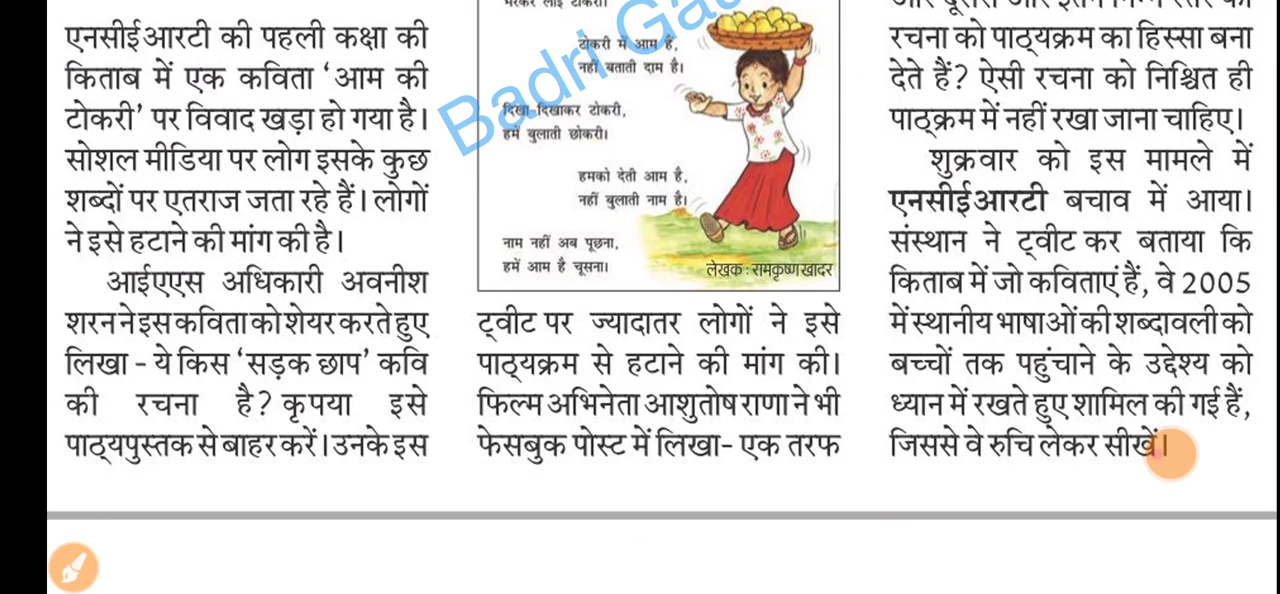 एनसीईआरटी की पहली कक्षा की
किताब में एक कविता ‘आम की
टोकरी’ पर विवाद खड़ा हो गया है।
सोशल मीडिया पर लोग इसके कुछ
शब्दों पर एतराज जता रहे हैं। लोगों
ने इसे हटाने की मांग की है।
आईएएस अधिकारी अवनीश
शरन ने इस कविता को शेयर करते हुए
लिखा - ये किस ‘सड़क छाप’ कवि
की रचना है? कृपया इसे
पाठ्यपुस्तक से बाहर करें। उनके इस
भरकर लाई टोकरी।
टोकरी में आम है,
नहीं बताती दाम है।
दिखा दिखाकर टोकरी,
हमें बुलाती छोकरी।
हमको देती आम है,
नहीं बुलाती नाम है।
नाम नहीं अब पूछना,
हमें आम है चूसना।
लेखक : रामकृष्ण खादर
Badri
ट्वीट पर ज्यादातर लोगों ने इसे
पाठ्यक्रम से हटाने की मांग की।
फिल्म अभिनेता आशुतोष राणा ने भी
फेसबुक पोस्ट में लिखा- एक तरफ
रचना को पाठ्यक्रम का हिस्सा बना
देते हैं? ऐसी रचना को निश्चित ही
पाठ्क्रम में नहीं रखा जाना चाहिए।
शुक्रवार को इस मामले में
एनसीईआरटी बचाव में आया।
संस्थान ने ट्वीट कर बताया कि
किताब में जो कविताएं हैं, वे 2005
में स्थानीय भाषाओं की शब्दावली को
बच्चों तक पहुंचाने के उद्देश्य को
ध्यान में रखते हुए शामिल की गई हैं,
जिससे वे रुचि लेकर सीखें।